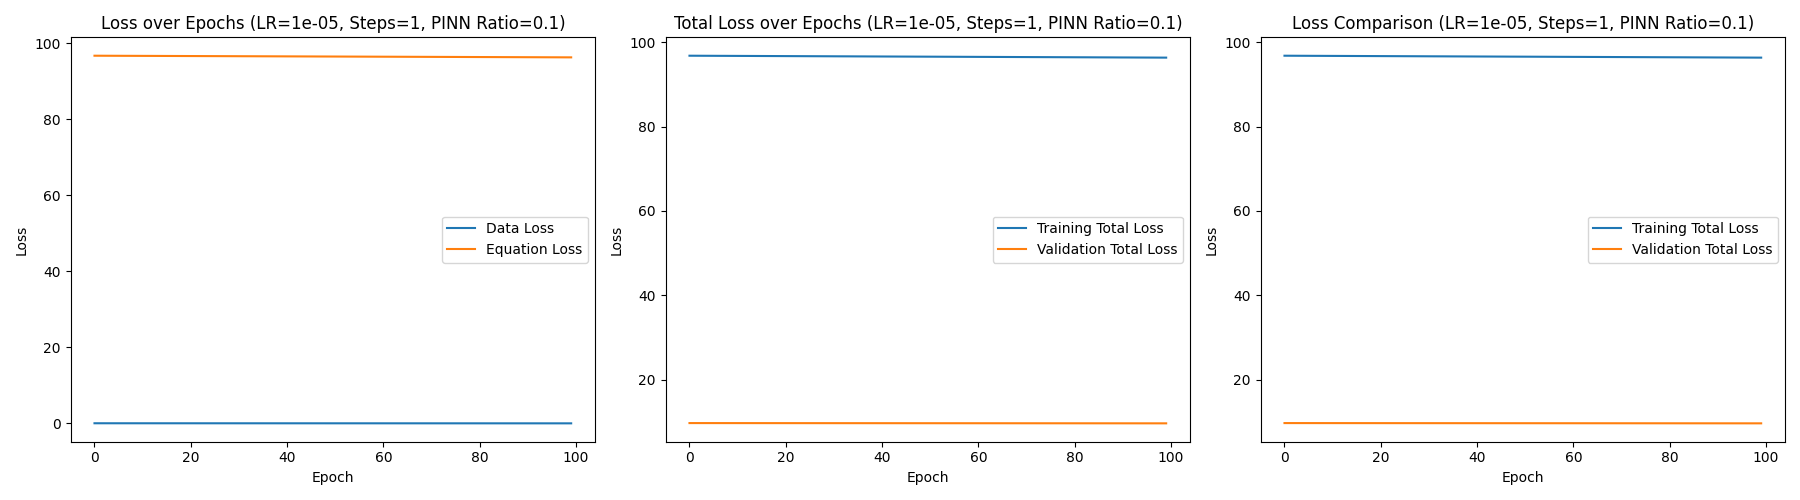 Loss over Epochs (LR=1e-05, Steps=1, PINN Ratio=0.1)
100
80
60
40
20
0
Loss
Data Loss
Equation Loss
0 20 40 60 80 100
Epoch
Total Loss over Epochs (LR=1e-05, Steps=1, PINN Ratio=0.1)
100
80
60
40
20
Loss
Training Total Loss
Validation Total Loss
0 20 40 60 80 100
Epoch
Loss Comparison (LR=1e-05, Steps=1, PINN Ratio=0.1)
100
80
60
40
20
Loss
Training Total Loss
Validation Total Loss
0 20 40 60 80 100
Epoch